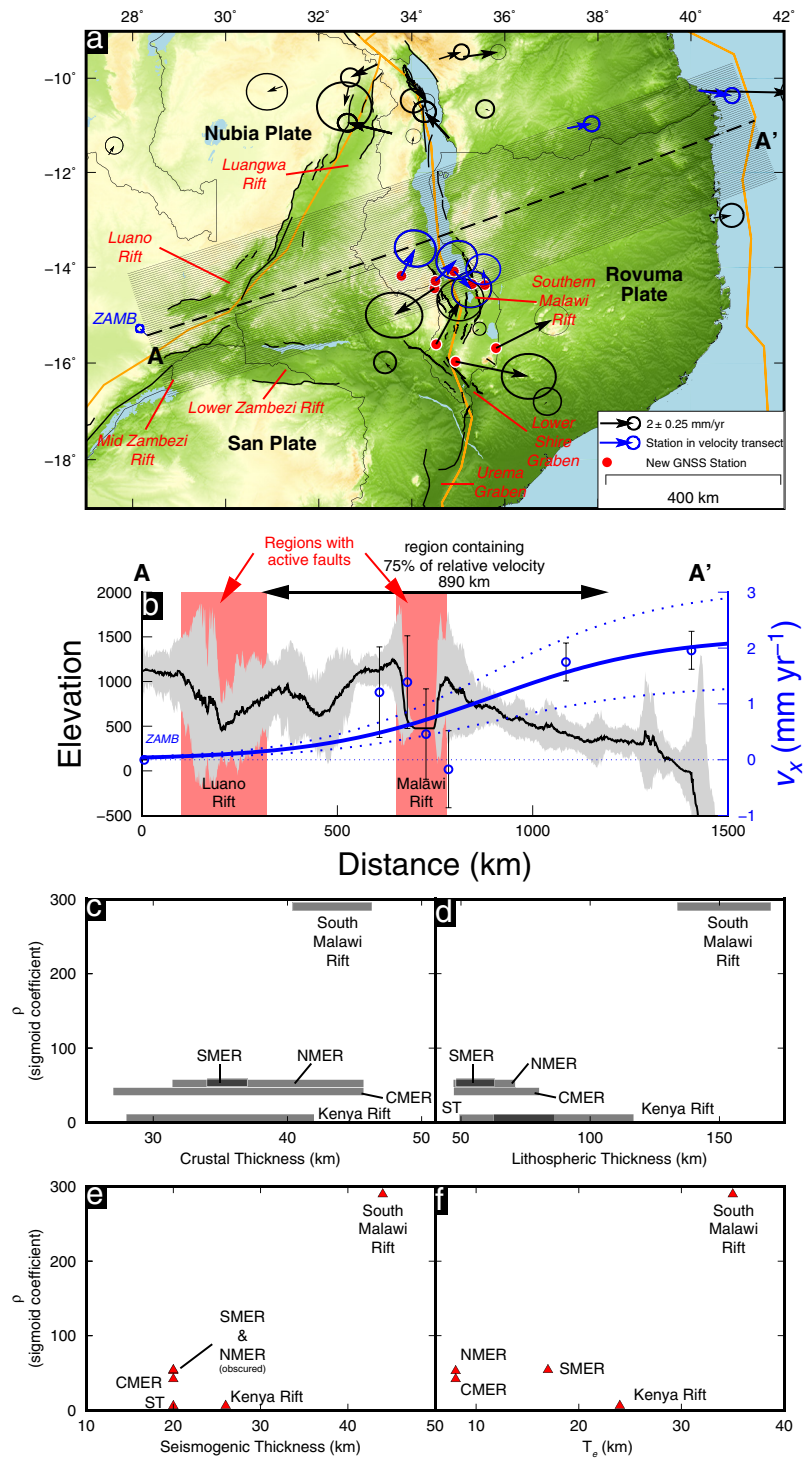 28˚ 30˚ 32˚ 34˚ 36˚ 38˚ 40˚ 42˚
a
−10˚
−12˚
−14˚
−16˚
−18˚
Nubia Plate
A'
Luangwa
Rift
Luano
Rift
Southern
Malawi
Rift
Rovuma
Plate
ZAMB
A
Lower Zambezi Rift
Mid Zambezi
Rift
San Plate
Lower
Shire
Graben
Urema
Graben
2 ± 0.25 mm/yr
Station in velocity transect
New GNSS Station
400 km
Regions with
active faults
region containing
75% of relative velocity
890 km
A
A'
b
2000
1500
1000
500
0
−500
Elevation
3
2
1
0
−1
vx (mm yr−1)
ZAMB
Luano
Rift
Malawi
Rift
0 500 1000 1500
Distance (km)
c
300
200
100
0
ρ
(sigmoid coefficient)
South
Malawi
Rift
SMER
NMER
CMER
Kenya Rift
30 40 50
Crustal Thickness (km)
d
South
Malawi
Rift
SMER
NMER
CMER
ST
Kenya Rift
50 100 150
Lithospheric Thickness (km)
e
300
200
100
0
ρ
(sigmoid coefficient)
South
Malawi
Rift
SMER
&
NMER
(obscured)
CMER
ST
Kenya Rift
10 20 30 40 50
Seismogenic Thickness (km)
f
South
Malawi
Rift
NMER
SMER
CMER
Kenya Rift
10 20 30 40
Te (km)